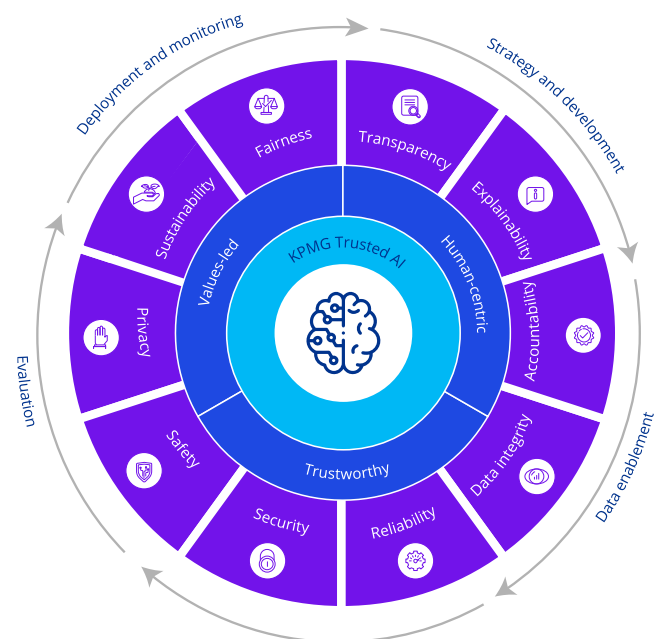 Deployment and monitoring
Strategy and development
Data enablement
Evaluation
Fairness
Transparency
Explainability
Accountability
Data integrity
Reliability
Security
Safety
Privacy
Sustainability
Values-led
Human-centric
Trustworthy
KPMG Trusted AI